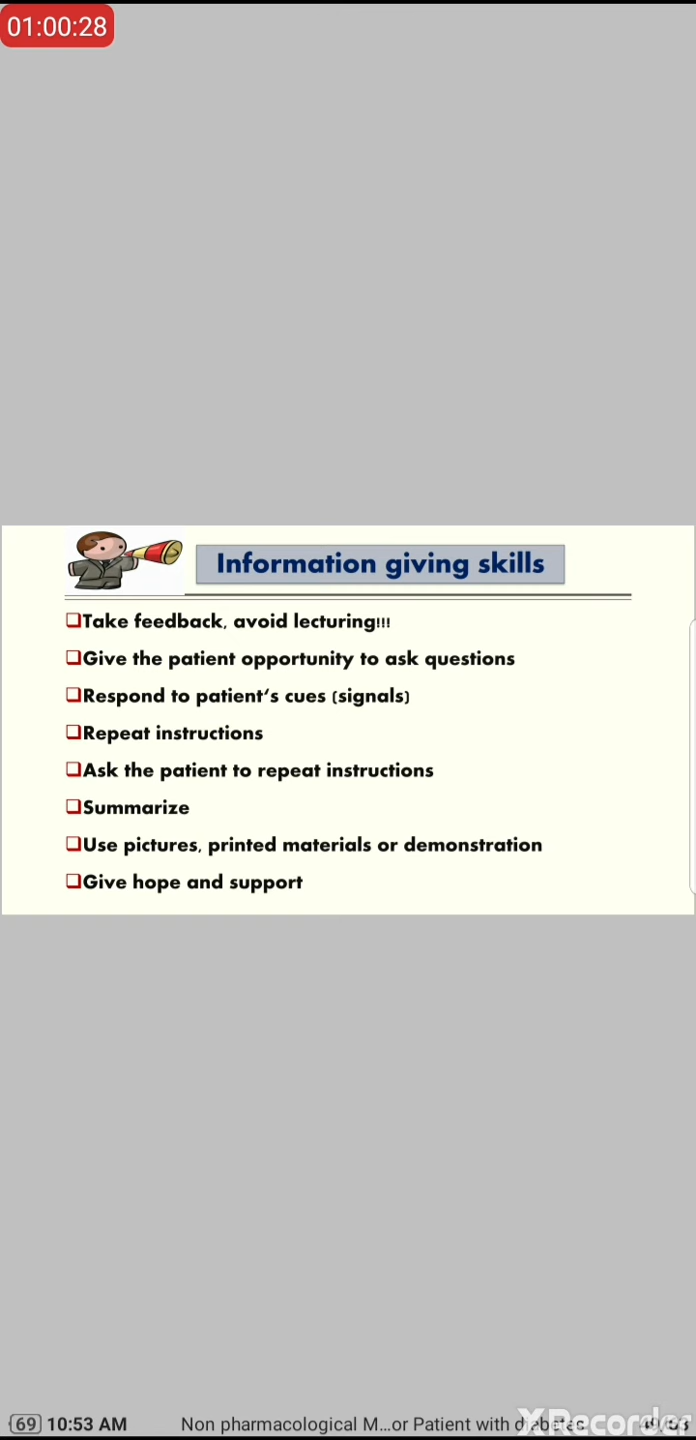 01:00:28
Information giving skills
Take feedback, avoid lecturing!!!
Give the patient opportunity to ask questions
Respond to patient's cues (signals)
Repeat instructions
Ask the patient to repeat instructions
Summarize
Use pictures, printed materials or demonstration
Give hope and support
69 10:53 AM Non pharmacological M...or Patient with diabetes
XRecorder